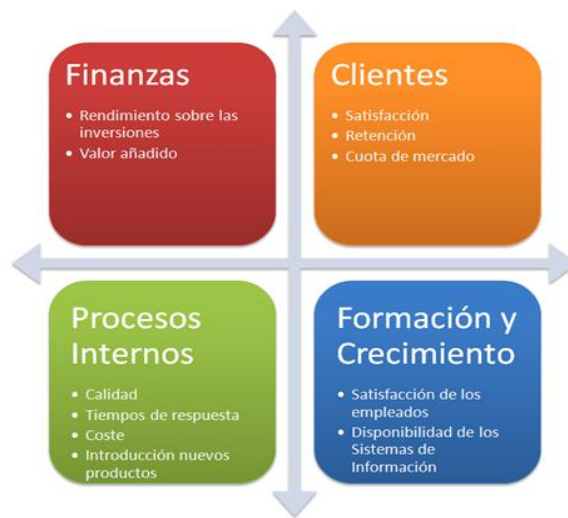 Finanzas
• Rendimiento sobre las
inversiones
• Valor añadido
Clientes
• Satisfacción
• Retención
• Cuota de mercado
Procesos
Internos
• Calidad
• Tiempos de respuesta
• Coste
• Introducción nuevos
productos
Formación y
Crecimiento
• Satisfacción de los
empleados
• Disponibilidad de los
Sistemas de
Información